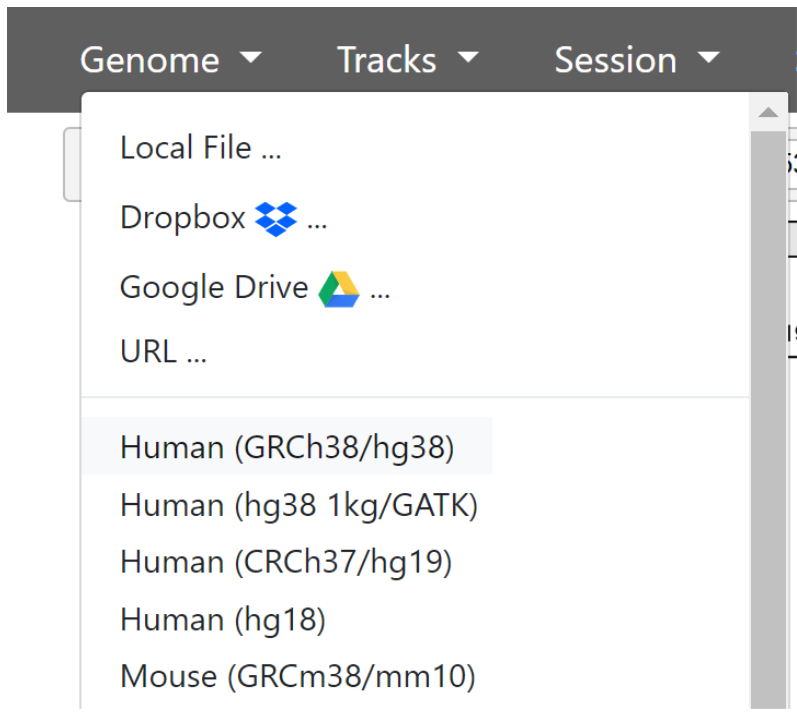 Genome Tracks Session
Local File ...
Dropbox ...
Google Drive ...
URL ...
Human (GRCh38/hg38)
Human (hg38 1kg/GATK)
Human (CRCh37/hg19)
Human (hg18)
Mouse (GRCm38/mm10)